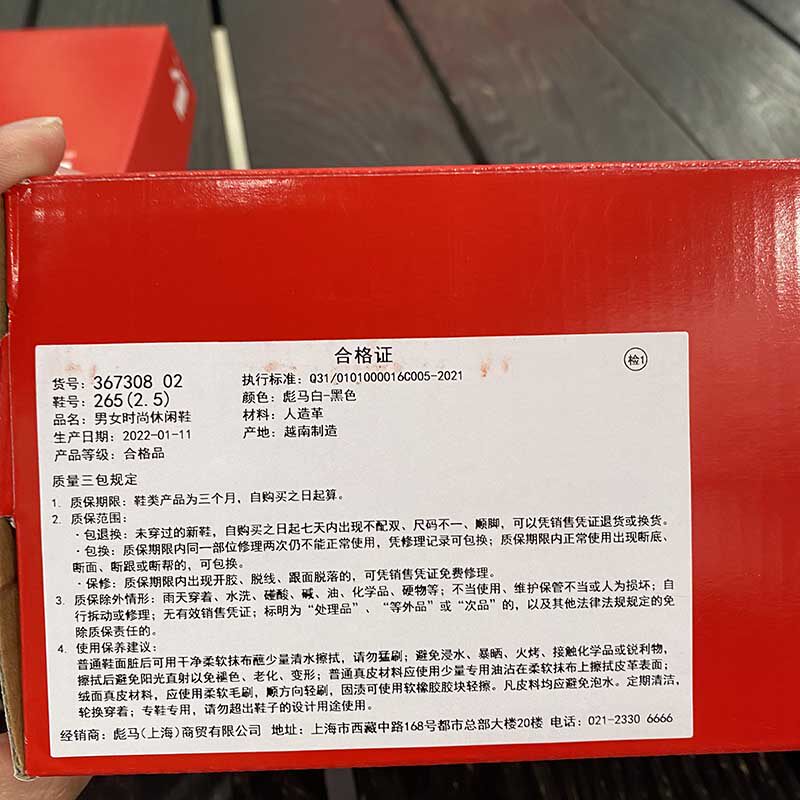 合格证
检1
货号: 367308 02
执行标准: Q31/0101000016C005-2021
鞋号: 265(2.5)
颜色: 彪马白-黑色
品名: 男女时尚休闲鞋
材料: 人造革
生产日期: 2022-01-11
产地: 越南制造
产品等级: 合格品
质量三包规定
1. 质保期限: 鞋类产品为三个月，自购买之日起算。
2. 质保范围:
·包退换: 未穿过的新鞋，自购买之日起七天内出现不配双、尺码不一、顺脚，可以凭销售凭证退货或换货。
·包换: 质保期限内同一部位修理两次仍不能正常使用，凭修理记录可包换；质保期限内正常使用出现断底、
断面、断跟或断帮的，可包换。
·保修: 质保期限内出现开胶、脱线、跟面脱落的，可凭销售凭证免费修理。
3. 质保除外情形: 雨天穿着、水洗、碰酸、碱、油、化学品、硬物等；不当使用、维护保管不当或人为损坏；自
行拆动或修理；无有效销售凭证；标明为“处理品”、“等外品”或“次品”的，以及其他法律法规规定的免
除质保责任的。
4. 使用保养建议:
普通鞋面脏后可用干净柔软抹布蘸少量清水擦拭，请勿猛刷；避免浸水、暴晒、火烤、接触化学品或锐利物，
擦拭后避免阳光直射以免褪色、老化、变形；普通真皮材料应使用少量专用油沾在柔软抹布上擦拭皮革表面；
绒面真皮材料，应使用柔软毛刷，顺方向轻刷，固渍可使用软橡胶胶块轻擦。凡皮料均应避免泡水。定期清洁，
轮换穿着；专鞋专用，请勿超出鞋子的设计用途使用。
经销商: 彪马(上海)商贸有限公司 地址: 上海市西藏中路168号都市总部大楼20楼 电话: 021-2330 6666